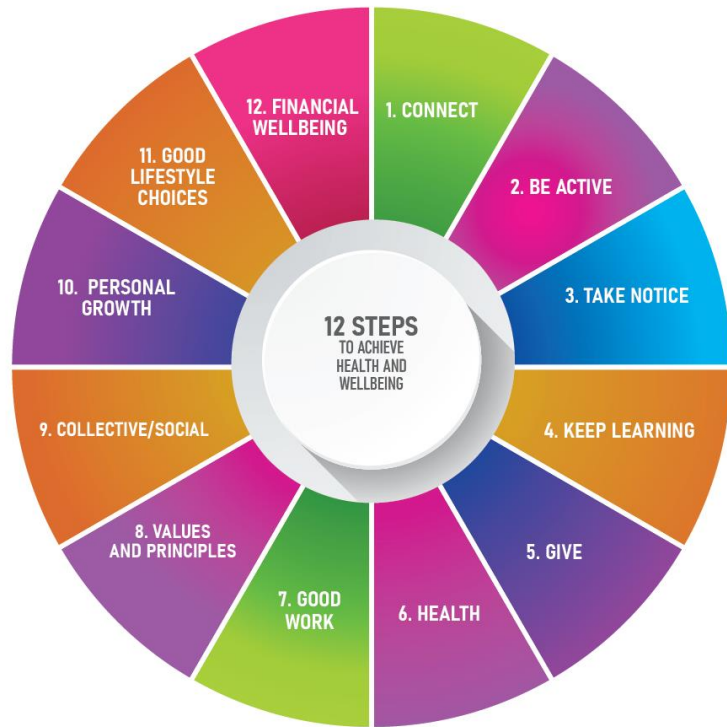 12 STEPS
TO ACHIEVE
HEALTH AND
WELLBEING
1. CONNECT
2. BE ACTIVE
3. TAKE NOTICE
4. KEEP LEARNING
5. GIVE
6. HEALTH
7. GOOD
WORK
8. VALUES
AND PRINCIPLES
9. COLLECTIVE/SOCIAL
10. PERSONAL
GROWTH
11. GOOD
LIFESTYLE
CHOICES
12. FINANCIAL
WELLBEING